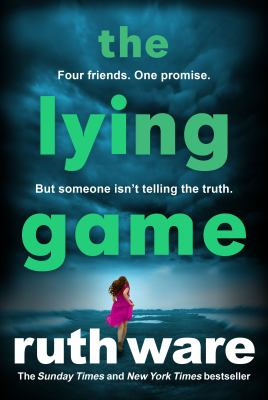 the
Four friends. One promise.
lying
But someone isn't telling the truth.
game
ruth ware
The Sunday Times and New York Times bestseller